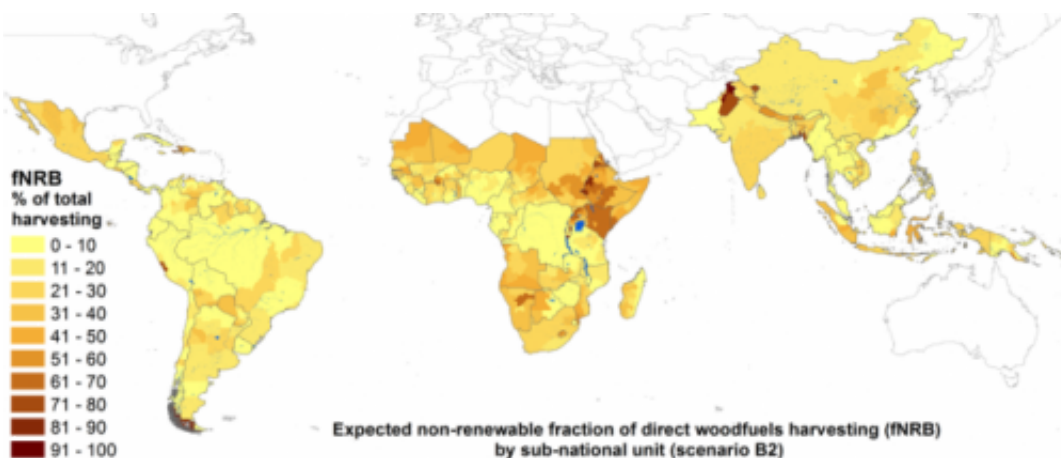 fNRB
% of total
harvesting
0 - 10
11 - 20
21 - 30
31 - 40
41 - 50
51 - 60
61 - 70
71 - 80
81 - 90
91 - 100
Expected non-renewable fraction of direct woodfuels harvesting (fNRB)
by sub-national unit (scenario B2)